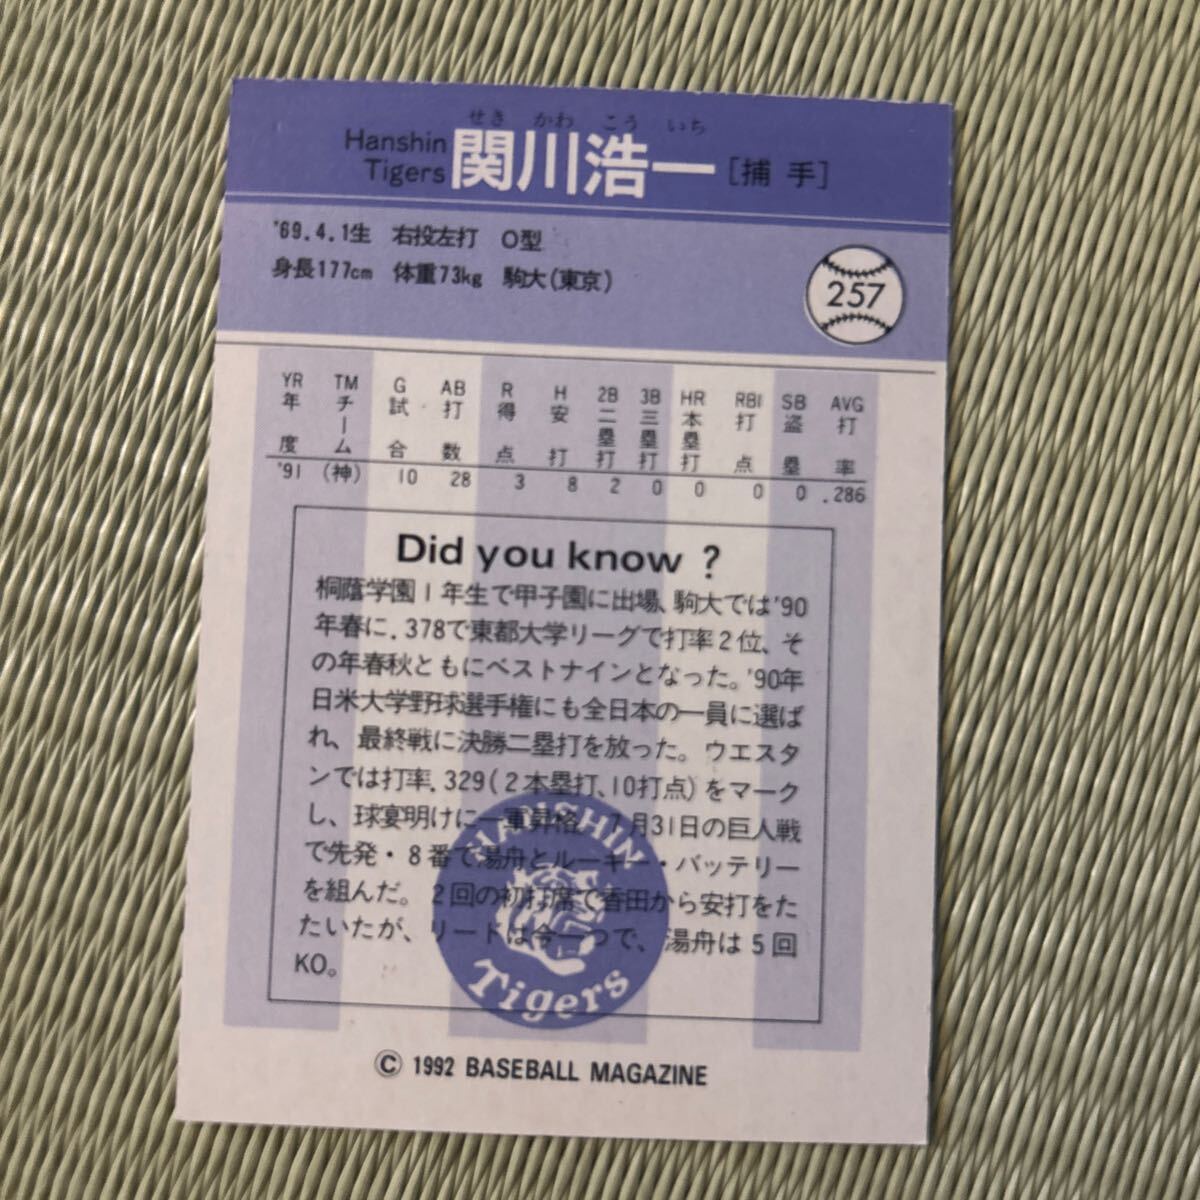 せき かわ こう いち
Hanshin Tigers 関川浩一 [捕手]
'69.4.1生 右投左打 O型
身長177cm 体重73kg 駒大(東京)
257
YR TM G AB R H 2B 3B HR RBI SB AVG
年度 チーム 試合 打数 得点 安打 二塁打 三塁打 本塁打 打点 盗塁 打率
'91 (神) 10 28 3 8 2 0 0 0 0 .286
Did you know ?
桐蔭学園1年生で甲子園に出場、駒大では'90
年春に.378で東都大学リーグで打率2位、そ
の年春秋ともにベストナインとなった。'90年
日米大学野球選手権にも全日本の一員に選ば
れ、最終戦に決勝二塁打を放った。ウエスタ
ンでは打率.329(2本塁打、10打点)をマーク
し、球宴明けに一軍昇格。7月31日の巨人戦
で先発・8番で湯舟とルーキー・バッテリー
を組んだ。2回の初打席で香田から安打をた
たいたが、リードは今一つで、湯舟は5回
KO。
HANSHIN
Tigers
© 1992 BASEBALL MAGAZINE